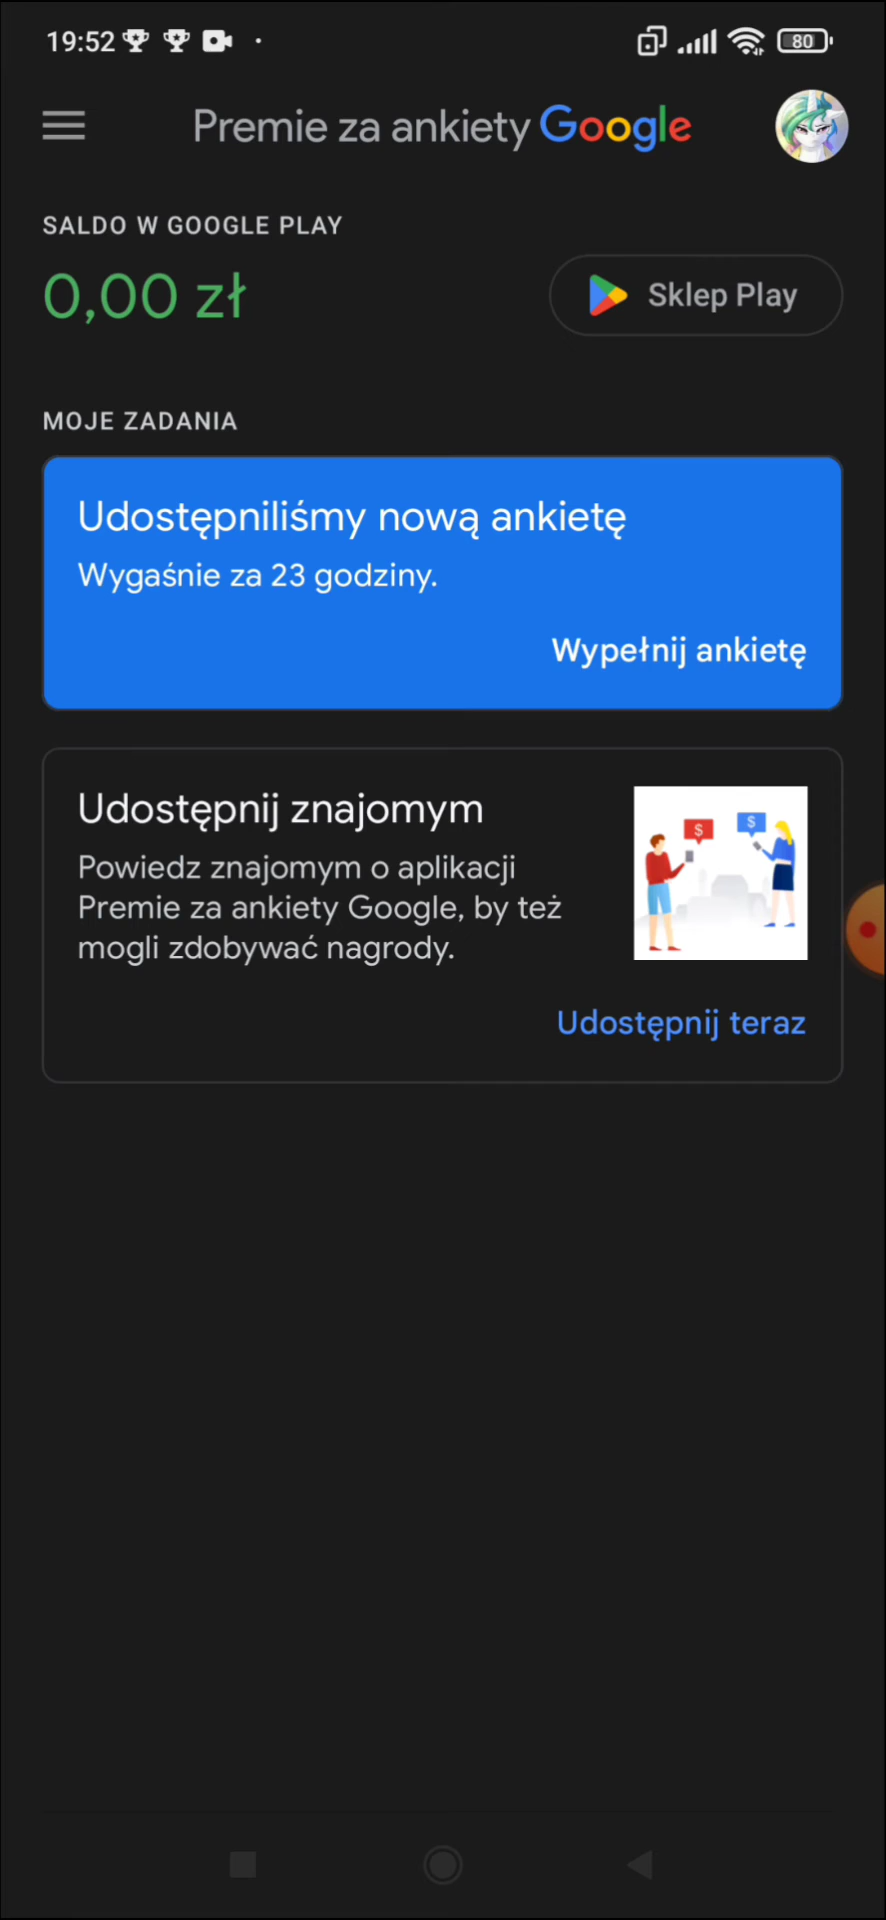 19:52
80
Premie za ankiety Google
SALDO W GOOGLE PLAY
0,00 zł
Sklep Play
MOJE ZADANIA
Udostępniliśmy nową ankietę
Wygaśnie za 23 godziny.
Wypełnij ankietę
Udostępnij znajomym
Powiedz znajomym o aplikacji
Premie za ankiety Google, by też
mogli zdobywać nagrody.
$ $
Udostępnij teraz